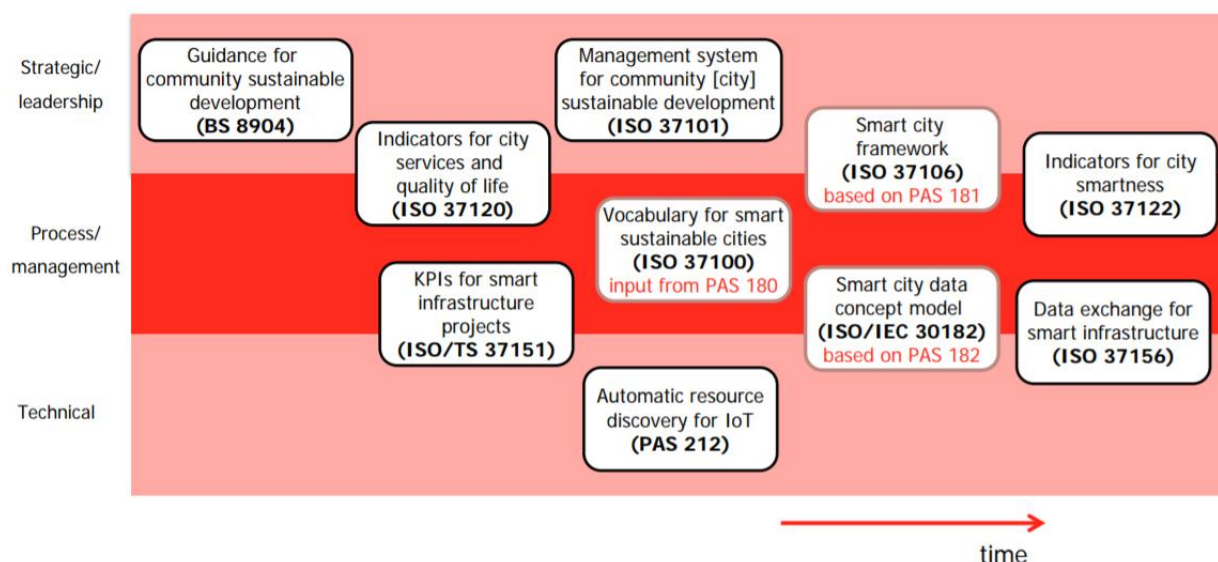 Strategic/
leadership
Guidance for
community sustainable
development
(BS 8904)
Management system
for community [city]
sustainable development
(ISO 37101)
Indicators for city
services and
quality of life
(ISO 37120)
Smart city
framework
(ISO 37106)
based on PAS 181
Indicators for city
smartness
(ISO 37122)
Process/
management
Vocabulary for smart
sustainable cities
(ISO 37100)
input from PAS 180
KPIs for smart
infrastructure
projects
(ISO/TS 37151)
Smart city data
concept model
(ISO/IEC 30182)
based on PAS 182
Data exchange for
smart infrastructure
(ISO 37156)
Technical
Automatic resource
discovery for IoT
(PAS 212)
time